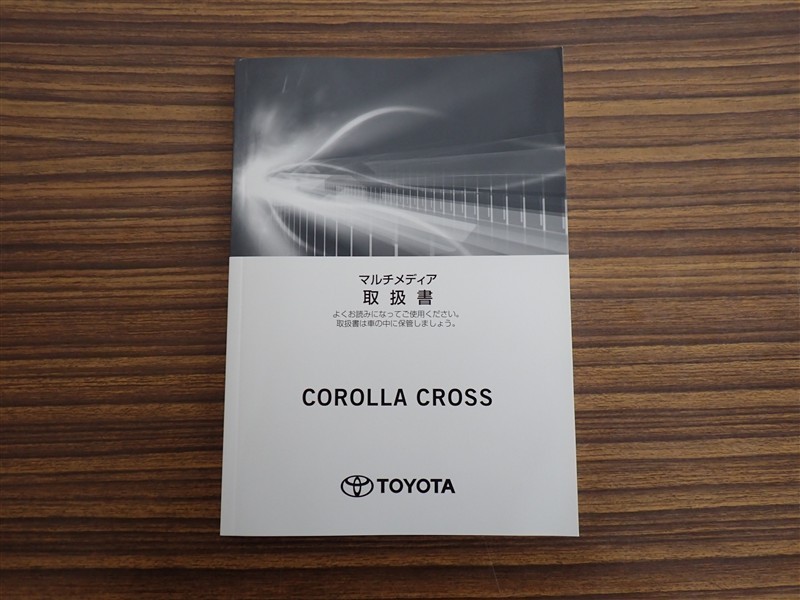 マルチメディア
取扱書
よくお読みになってご使用ください。
取扱書は車の中に保管しましょう。
COROLLA CROSS
TOYOTA